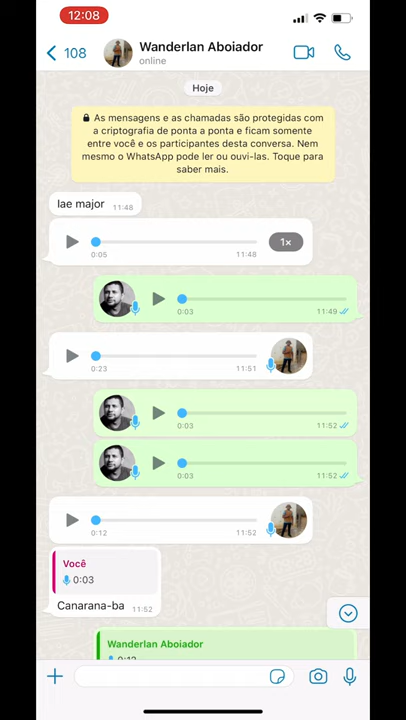 12:08
108
Wanderlan Aboiador
online
Hoje
As mensagens e as chamadas são protegidas com
a criptografia de ponta a ponta e ficam somente
entre você e os participantes desta conversa. Nem
mesmo o WhatsApp pode ler ou ouvi-las. Toque para
saber mais.
Iae major 11:48
1×
0:05 11:48
0:03 11:49
0:23 11:51
0:03 11:52
0:03 11:52
0:12 11:52
Você
0:03
Canarana-ba 11:52
Wanderlan Aboiador
0:12